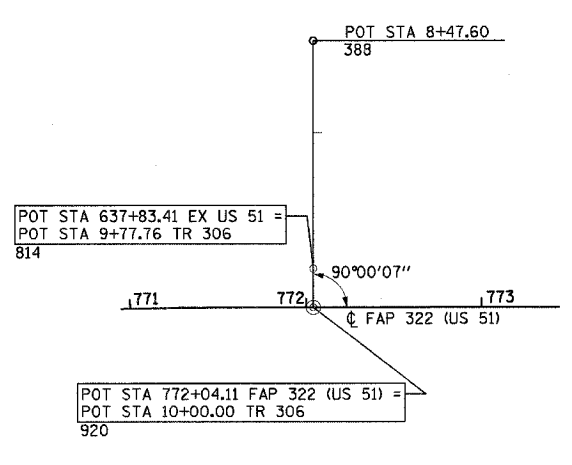 POT STA 8+47.60
388
POT STA 637+83.41 EX US 51 =
POT STA 9+77.76 TR 306
814
90°00'07"
771
772
773
℄ FAP 322 (US 51)
POT STA 772+04.11 FAP 322 (US 51) =
POT STA 10+00.00 TR 306
920